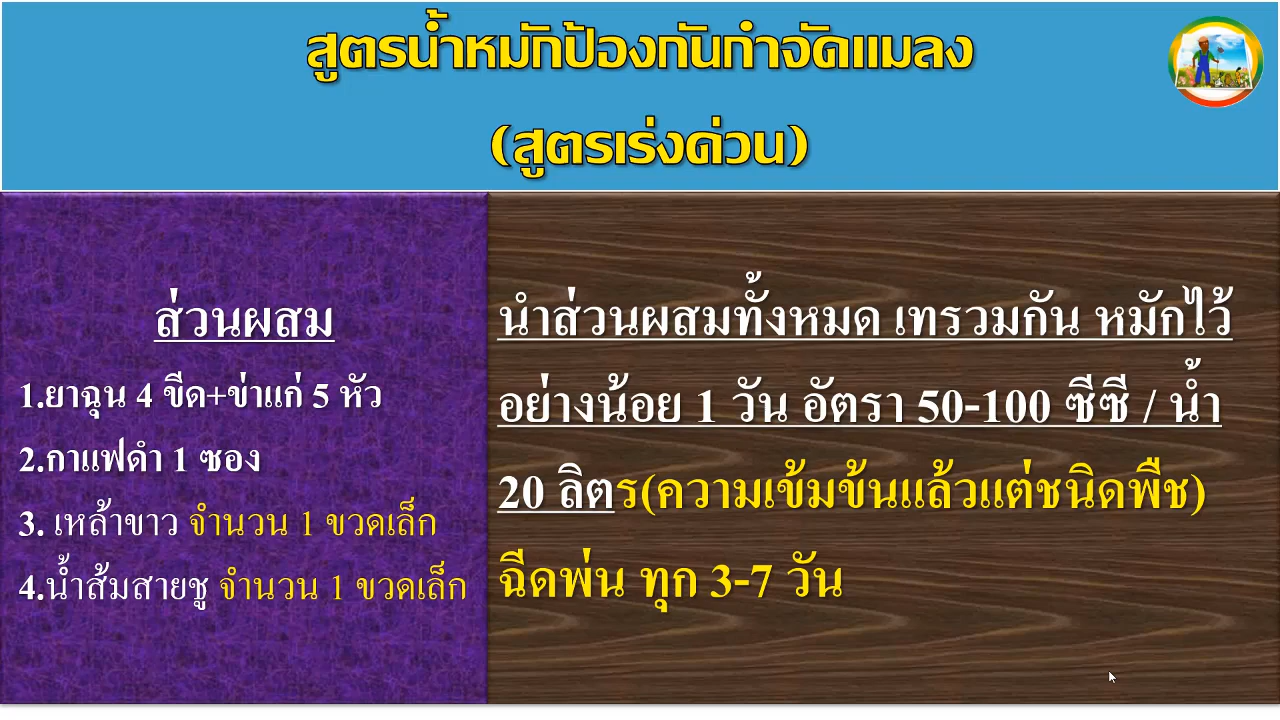 สูตรน้ำหมักป้องกันกำจัดแมลง
(สูตรเร่งด่วน)
ส่วนผสม
1.ยาฉุน 4 ขีด+ข่าแก่ 5 หัว
2.กาแฟดำ 1 ซอง
3. เหล้าขาว จำนวน 1 ขวดเล็ก
4.น้ำส้มสายชู จำนวน 1 ขวดเล็ก
นำส่วนผสมทั้งหมด เทรวมกัน หมักไว้
อย่างน้อย 1 วัน อัตรา 50-100 ซีซี / น้ำ
20 ลิตร(ความเข้มข้นแล้วแต่ชนิดพืช)
ฉีดพ่น ทุก 3-7 วัน